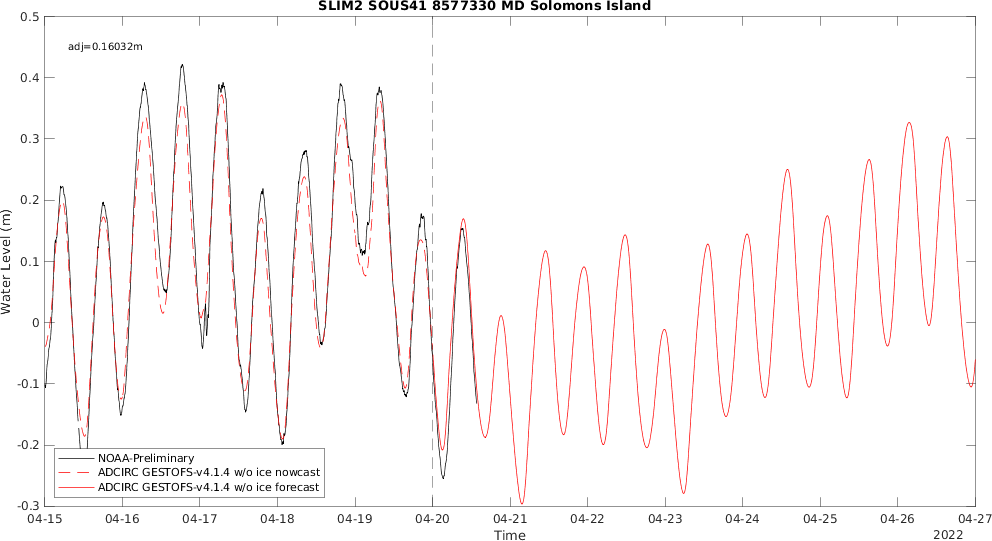 SLIM2 SOUS41 8577330 MD Solomons Island
adj=0.16032m
Water Level (m)
0.5
0.4
0.3
0.2
0.1
0
-0.1
-0.2
-0.3
NOAA-Preliminary
ADCIRC GESTOFS-v4.1.4 w/o ice nowcast
ADCIRC GESTOFS-v4.1.4 w/o ice forecast
04-15 04-16 04-17 04-18 04-19 04-20 04-21 04-22 04-23 04-24 04-25 04-26 04-27
Time
2022